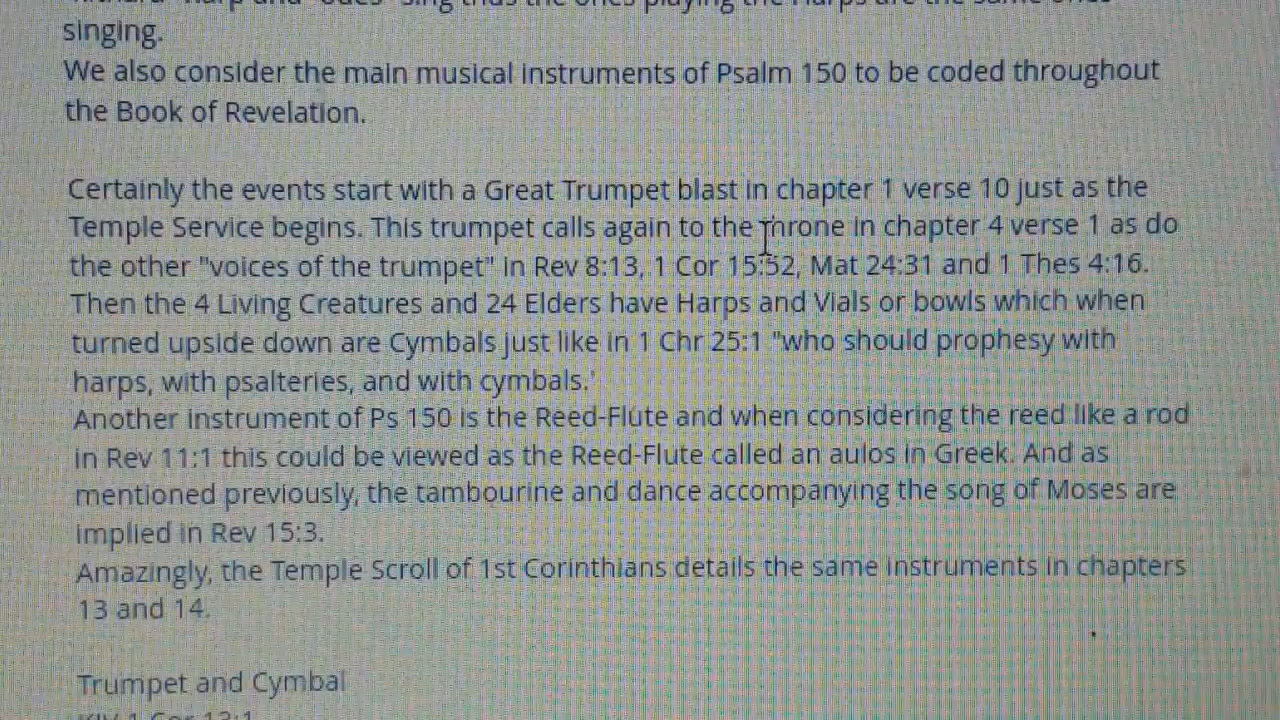 singing.
We also consider the main musical instruments of Psalm 150 to be coded throughout
the Book of Revelation.
Certainly the events start with a Great Trumpet blast in chapter 1 verse 10 just as the
Temple Service begins. This trumpet calls again to the throne in chapter 4 verse 1 as do
the other "voices of the trumpet" in Rev 8:13, 1 Cor 15:52, Mat 24:31 and 1 Thes 4:16.
Then the 4 Living Creatures and 24 Elders have Harps and Vials or bowls which when
turned upside down are Cymbals just like in 1 Chr 25:1 "who should prophesy with
harps, with psalteries, and with cymbals.'
Another instrument of Ps 150 is the Reed-Flute and when considering the reed like a rod
in Rev 11:1 this could be viewed as the Reed-Flute called an aulos in Greek. And as
mentioned previously, the tambourine and dance accompanying the song of Moses are
implied in Rev 15:3.
Amazingly, the Temple Scroll of 1st Corinthians details the same instruments in chapters
13 and 14.
Trumpet and Cymbal
KJV 1 Cor 13:1